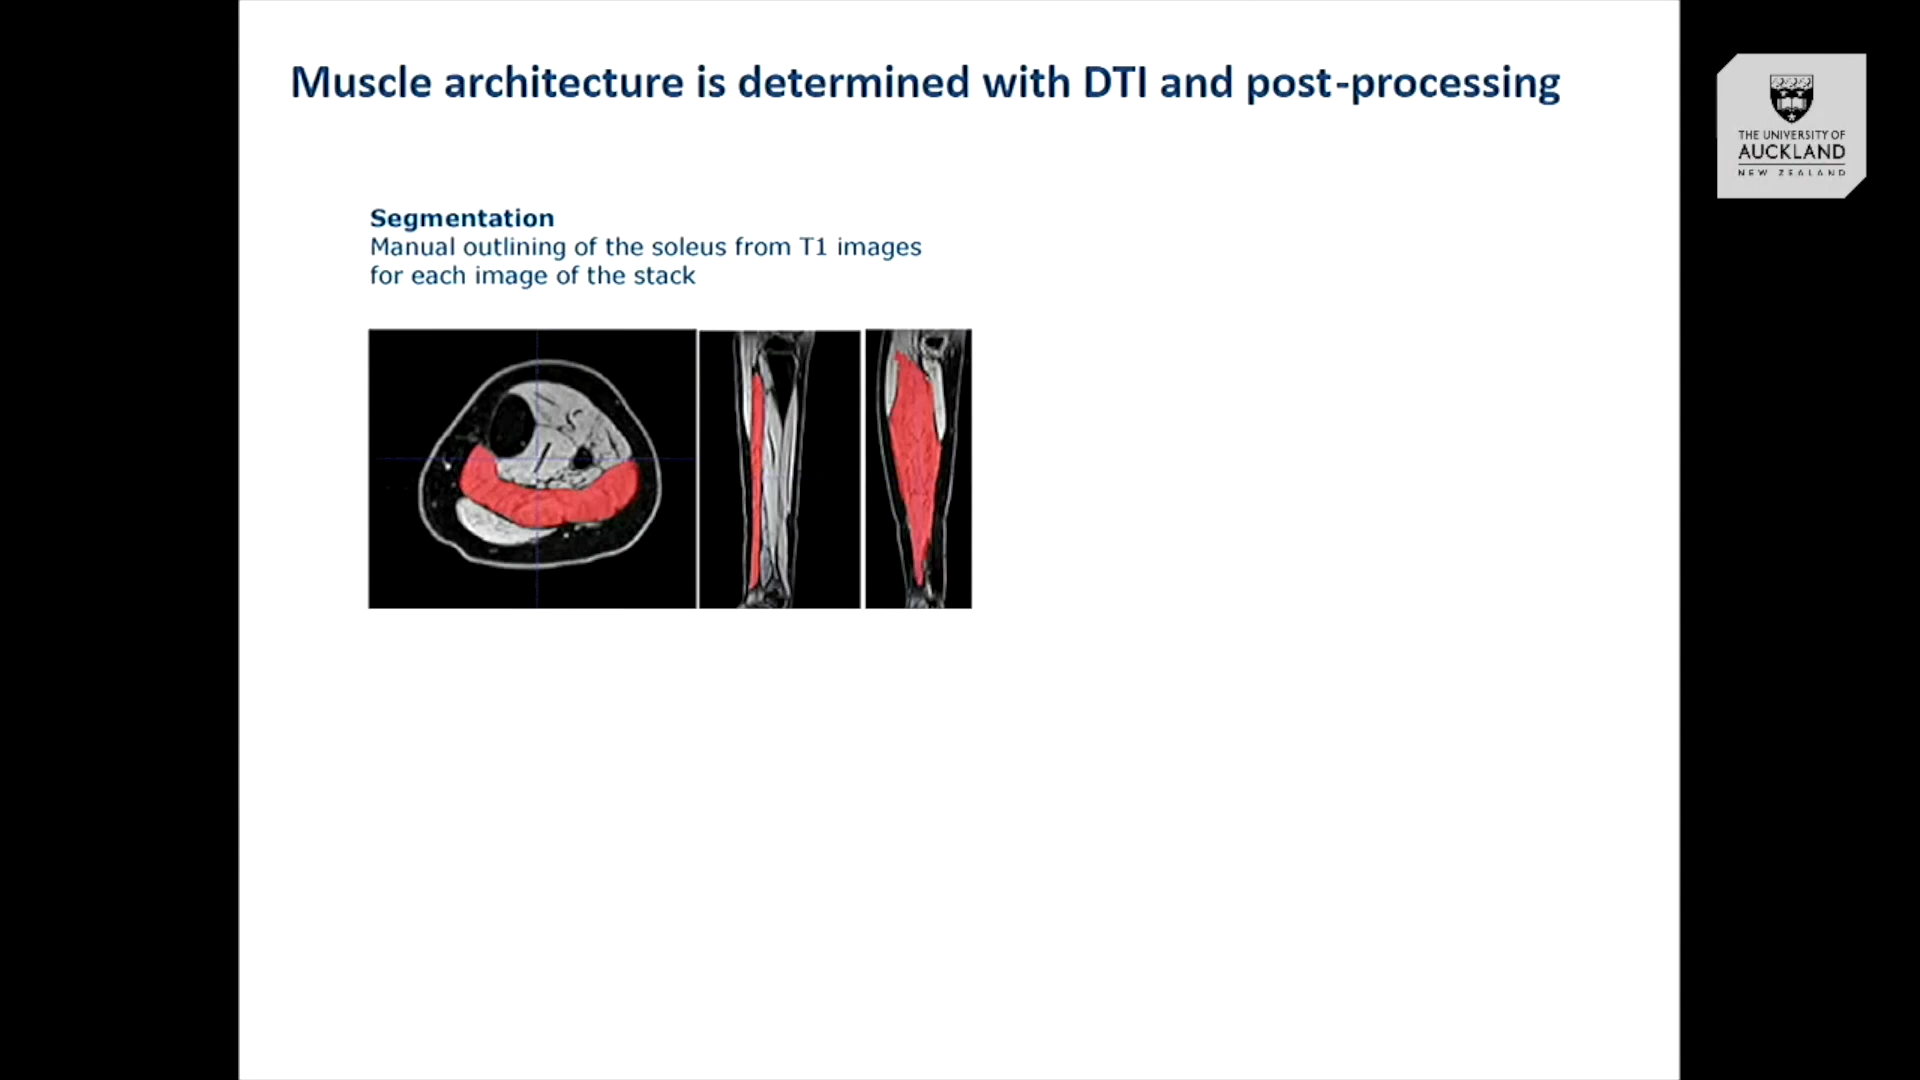 Muscle architecture is determined with DTI and post-processing
THE UNIVERSITY OF
AUCKLAND
NEW ZEALAND
Segmentation
Manual outlining of the soleus from T1 images
for each image of the stack